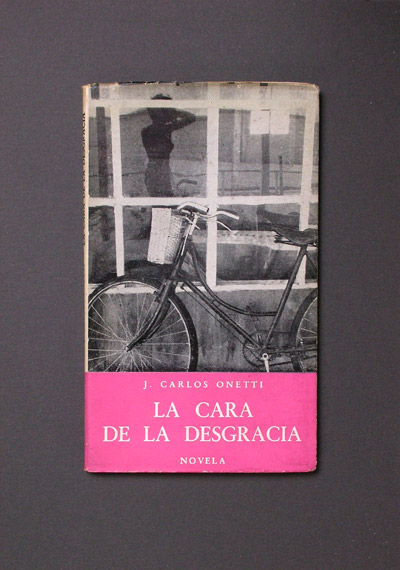 J. CARLOS ONETTI
LA CARA
DE LA DESGRACIA
NOVELA